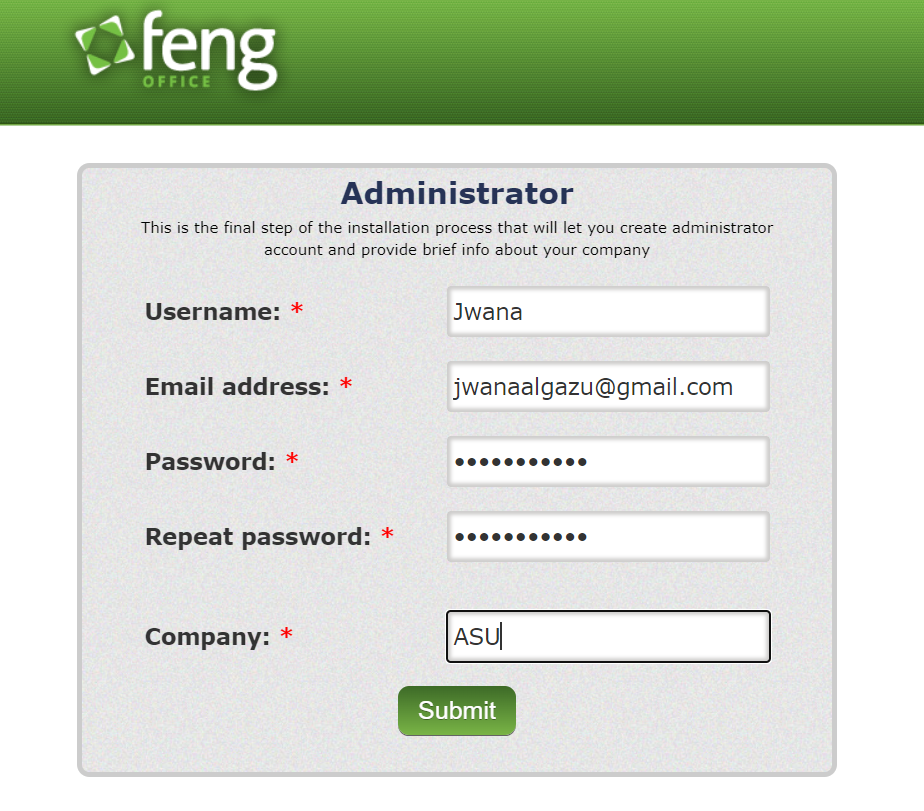 feng
OFFICE
Administrator
This is the final step of the installation process that will let you create administrator
account and provide brief info about your company
Username: * Jwana
Email address: * jwanaalgazu@gmail.com
Password: * •••••••••••
Repeat password: * •••••••••••
Company: * ASU
Submit